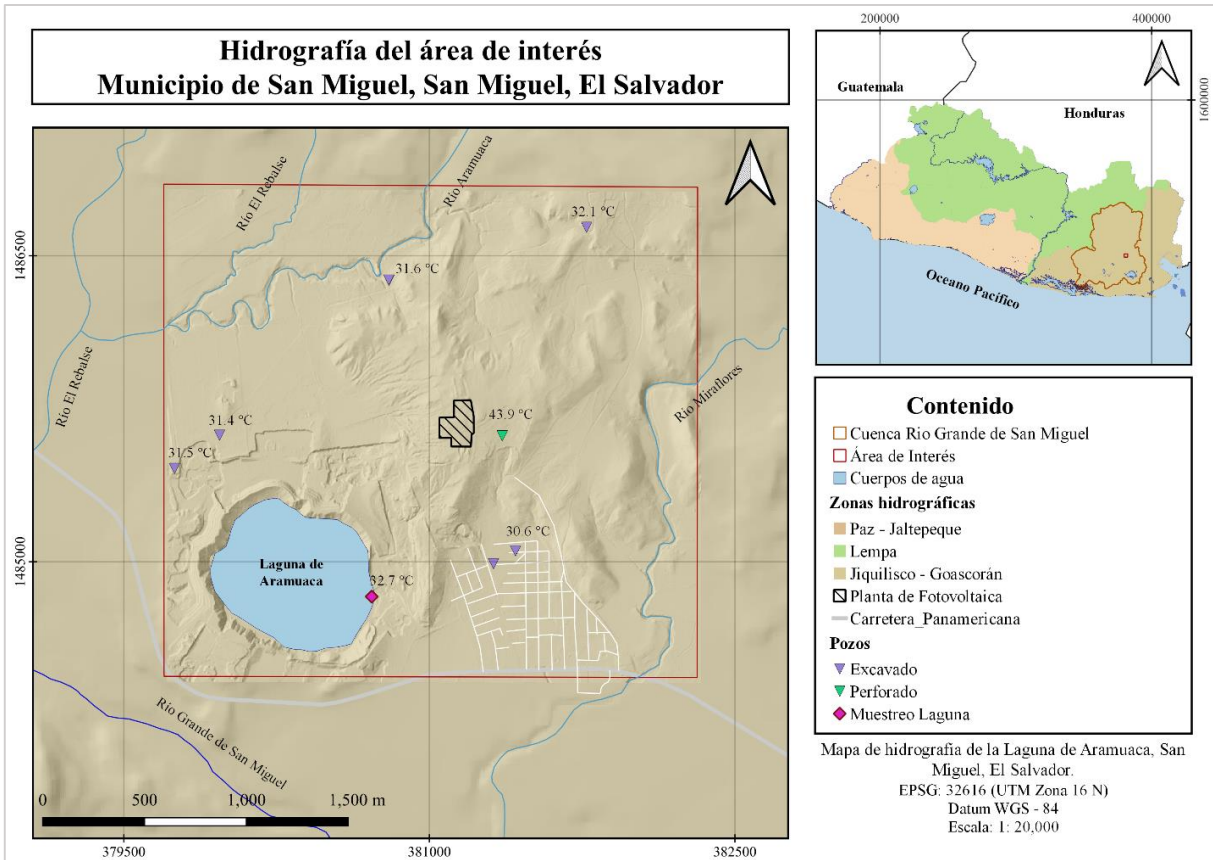 Hidrografía del área de interés
Municipio de San Miguel, San Miguel, El Salvador
Río El Rebalse
Río Aramuaca
32.1 °C
1486500
31.6 °C
Río El Rebalse
Río Miraflores
31.4 °C
43.9 °C
31.5 °C
30.6 °C
1485000
Laguna de
Aramuaca
32.7 °C
Río Grande de San Miguel
0 500 1,000 1,500 m
379500 381000 382500
200000 400000
Guatemala
Honduras
1600000
Oceano Pacífico
Contenido
Cuenca Rio Grande de San Miguel
Área de Interés
Cuerpos de agua
Zonas hidrográficas
Paz - Jaltepeque
Lempa
Jiquilisco - Goascorán
Planta de Fotovoltaica
Carretera_Panamericana
Pozos
Excavado
Perforado
Muestreo Laguna
Mapa de hidrografía de la Laguna de Aramuaca, San
Miguel, El Salvador.
EPSG: 32616 (UTM Zona 16 N)
Datum WGS - 84
Escala: 1: 20,000